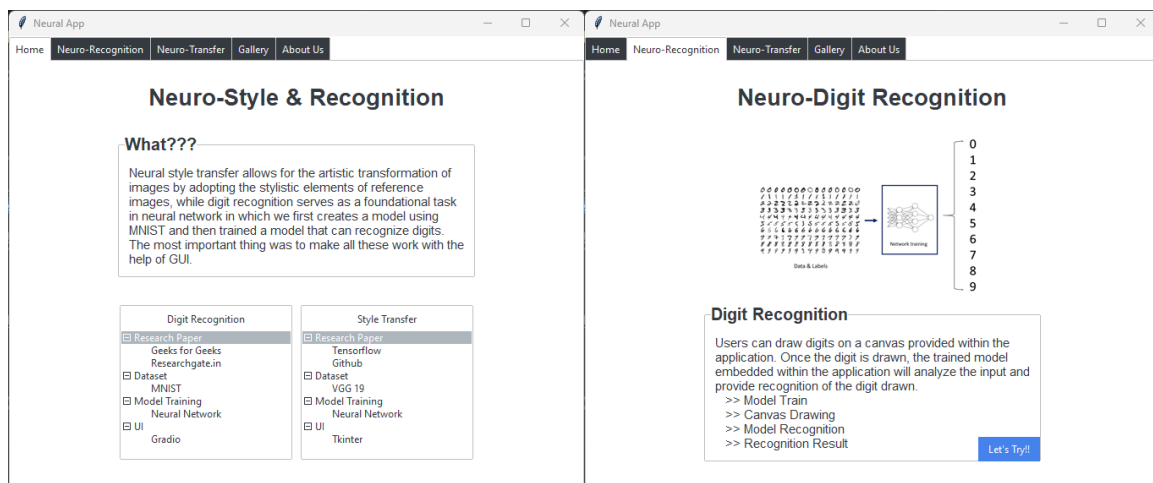 Neural App
Home Neuro-Recognition Neuro-Transfer Gallery About Us
Neuro-Style & Recognition
What???
Neural style transfer allows for the artistic transformation of
images by adopting the stylistic elements of reference
images, while digit recognition serves as a foundational task
in neural network in which we first creates a model using
MNIST and then trained a model that can recognize digits.
The most important thing was to make all these work with the
help of GUI.
Digit Recognition
Research Paper
Geeks for Geeks
Researchgate.in
Dataset
MNIST
Model Training
Neural Network
UI
Gradio
Style Transfer
Research Paper
Tensorflow
Github
Dataset
VGG 19
Model Training
Neural Network
UI
Tkinter
Neural App
Home Neuro-Recognition Neuro-Transfer Gallery About Us
Neuro-Digit Recognition
Data & Labels
Network training
0
1
2
3
4
5
6
7
8
9
Digit Recognition
Users can draw digits on a canvas provided within the
application. Once the digit is drawn, the trained model
embedded within the application will analyze the input and
provide recognition of the digit drawn.
>> Model Train
>> Canvas Drawing
>> Model Recognition
>> Recognition Result
Let's Try!!